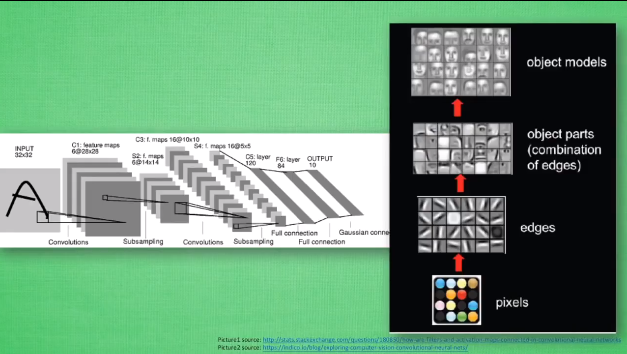 INPUT
32x32
C1: feature maps
6@28x28
S2: f. maps
6@14x14
C3: f. maps 16@10x10
S4: f. maps 16@5x5
C5: layer
120
F6: layer
84
OUTPUT
10
Convolutions
Subsampling
Convolutions
Subsampling
Full connection
Full connection
Gaussian conne
object models
object parts
(combination
of edges)
edges
pixels
Picture1 source: http://stats.stackexchange.com/questions/180850/
Picture2 source: https://indico.io/blog/exploring-computer-vision-convolutional-neural-nets/